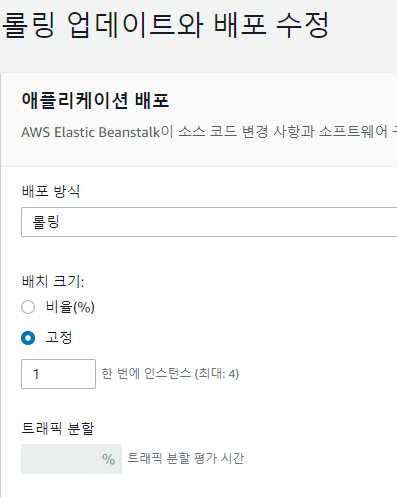 롤링 업데이트와 배포 수정
애플리케이션 배포
AWS Elastic Beanstalk이 소스 코드 변경 사항과 소프트웨어
배포 방식
롤링
배치 크기:
비율(%)
고정
1 한 번에 인스턴스 (최대: 4)
트래픽 분할
% 트래픽 분할 평가 시간